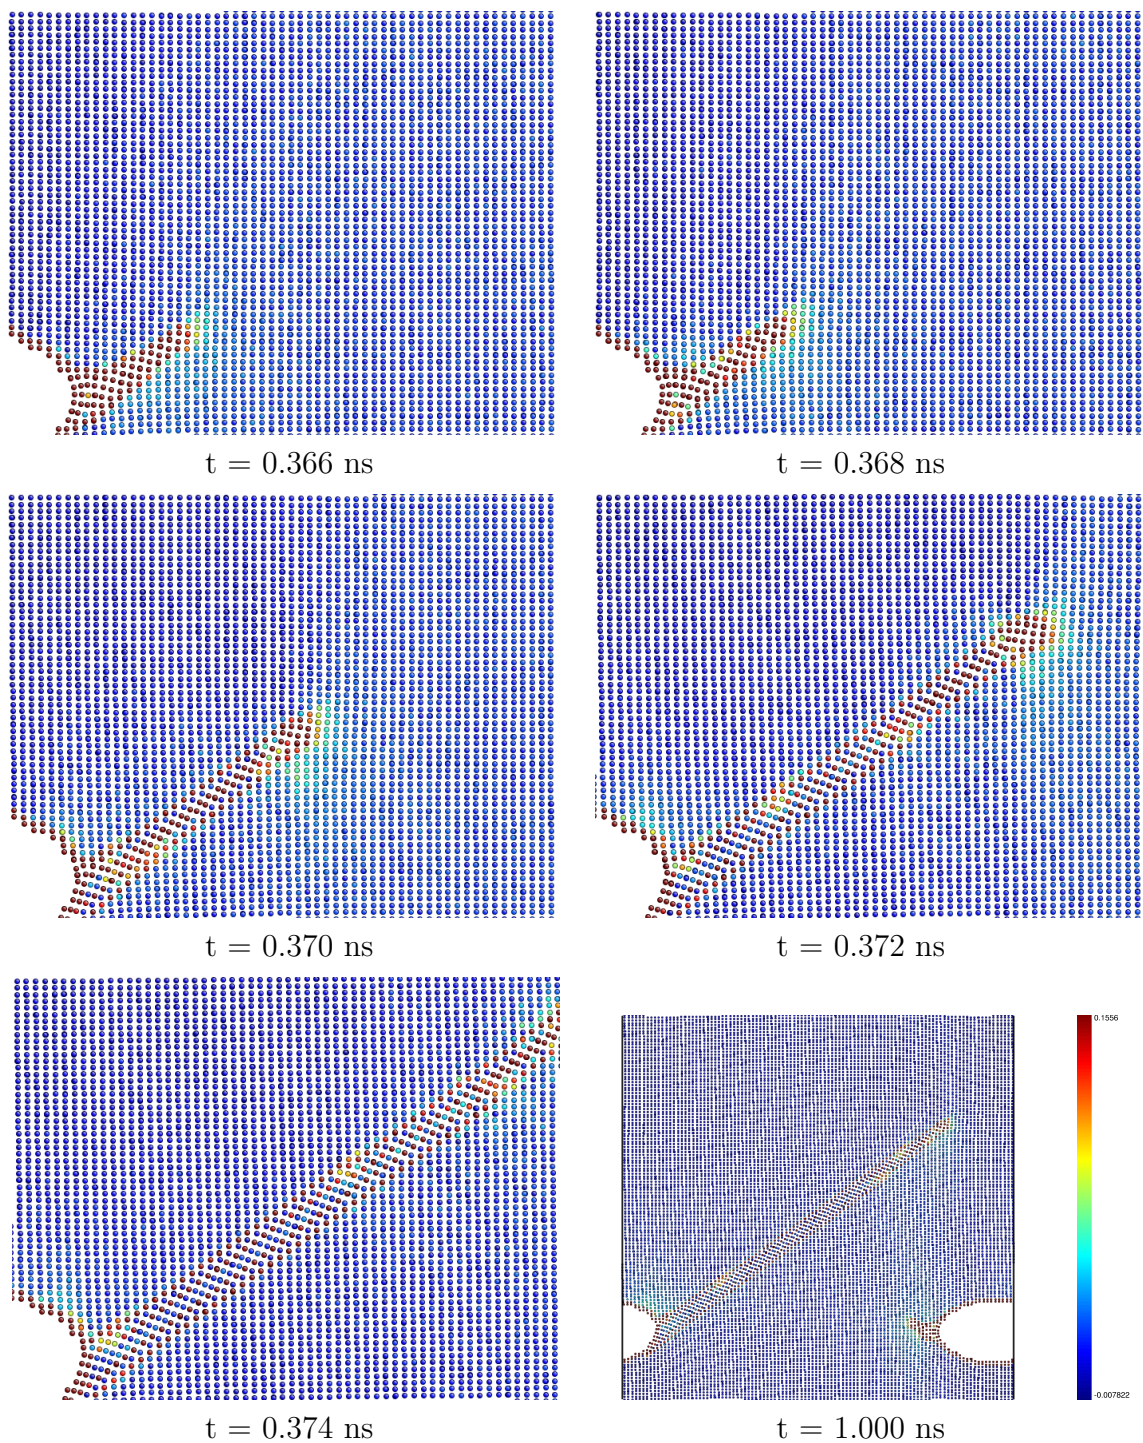 t = 0.366 ns
t = 0.368 ns
t = 0.370 ns
t = 0.372 ns
0.1556
-0.007822
t = 0.374 ns
t = 1.000 ns